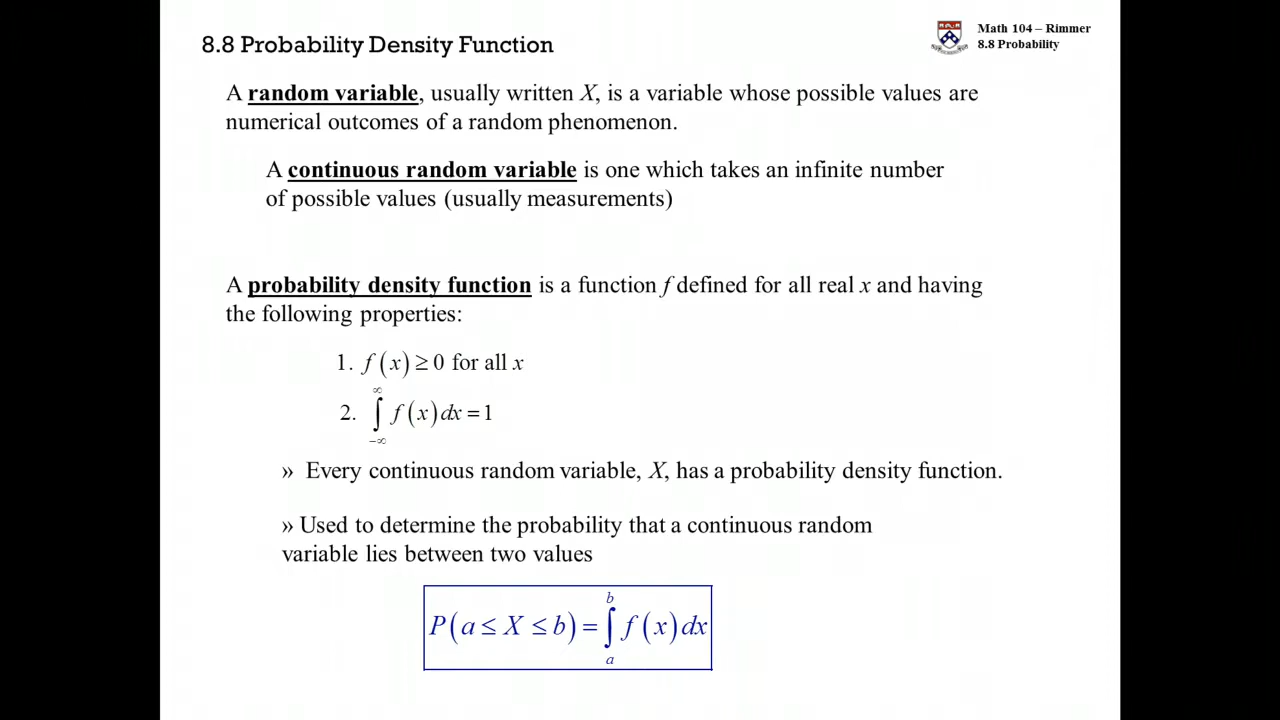 8.8 Probability Density Function
Math 104 – Rimmer
8.8 Probability
A random variable, usually written X, is a variable whose possible values are
numerical outcomes of a random phenomenon.
A continuous random variable is one which takes an infinite number
of possible values (usually measurements)
A probability density function is a function f defined for all real x and having
the following properties:
1. f(x) ≥ 0 for all x
2. ∫_{-∞}^{∞} f(x)dx = 1
» Every continuous random variable, X, has a probability density function.
» Used to determine the probability that a continuous random
variable lies between two values
P(a ≤ X ≤ b) = ∫_{a}^{b} f(x)dx